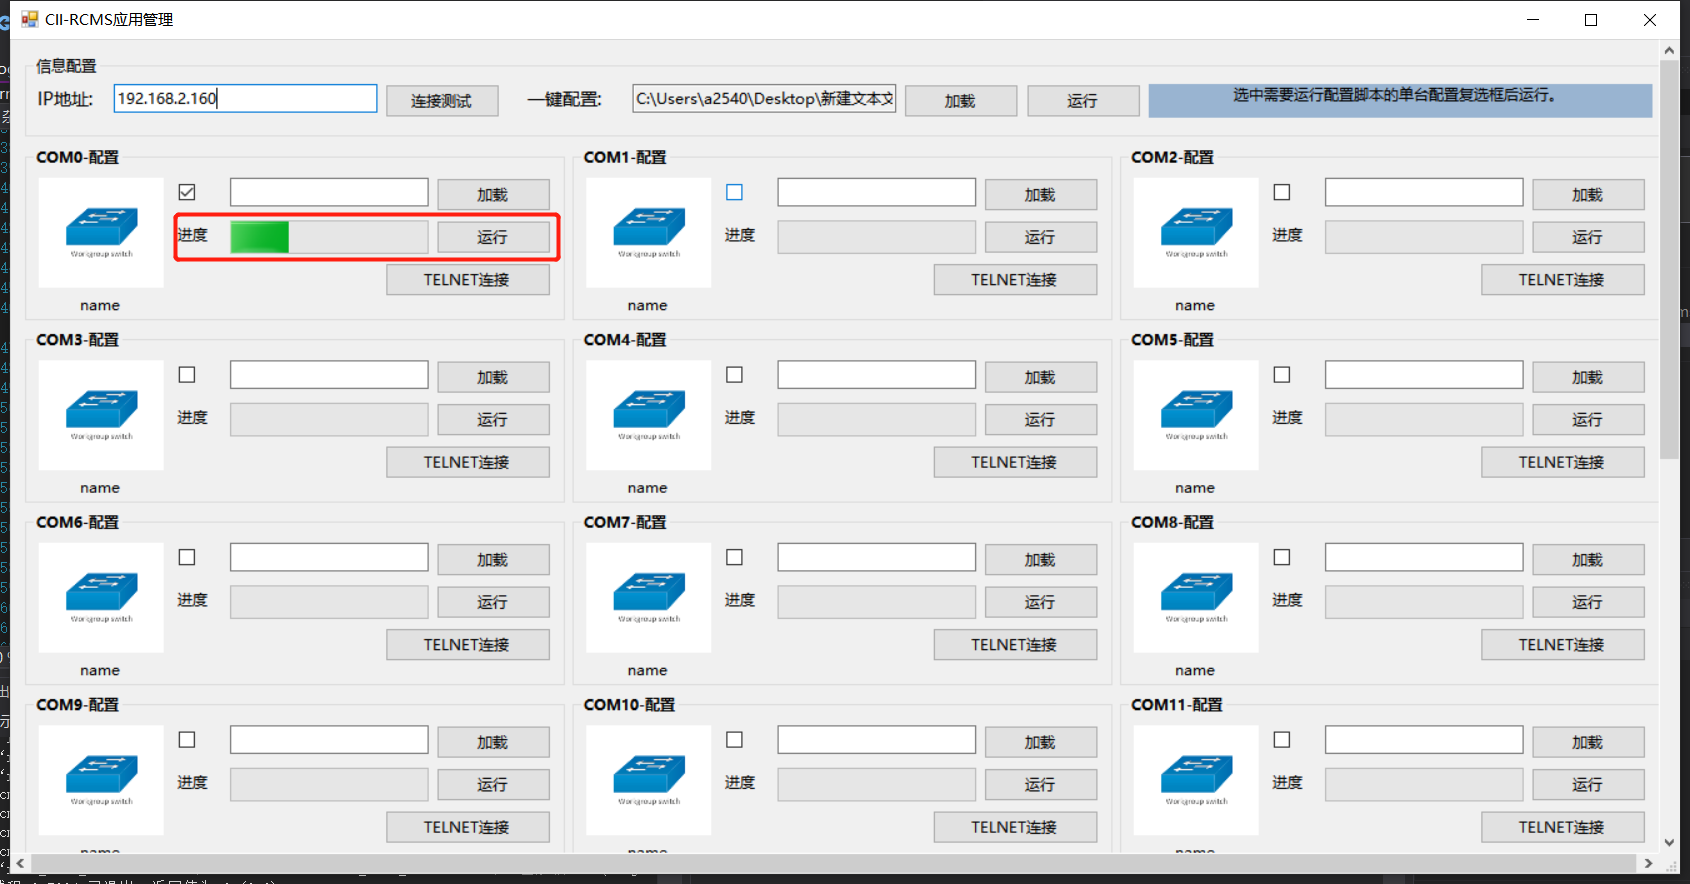 CII-RCMS应用管理
信息配置
IP地址: 192.168.2.160 连接测试 一键配置: C:\Users\a2540\Desktop\新建文本文 加载 运行 选中需要运行配置脚本的单台配置复选框后运行。
COM0-配置 COM1-配置 COM2-配置
加载 加载 加载
进度 运行 进度 运行 进度 运行
Workgroup switch Workgroup switch Workgroup switch
TELNET连接 TELNET连接 TELNET连接
name name name
COM3-配置 COM4-配置 COM5-配置
加载 加载 加载
进度 运行 进度 运行 进度 运行
Workgroup switch Workgroup switch Workgroup switch
TELNET连接 TELNET连接 TELNET连接
name name name
COM6-配置 COM7-配置 COM8-配置
加载 加载 加载
进度 运行 进度 运行 进度 运行
Workgroup switch Workgroup switch Workgroup switch
TELNET连接 TELNET连接 TELNET连接
name name name
COM9-配置 COM10-配置 COM11-配置
加载 加载 加载
进度 运行 进度 运行 进度 运行
Workgroup switch Workgroup switch Workgroup switch
TELNET连接 TELNET连接 TELNET连接